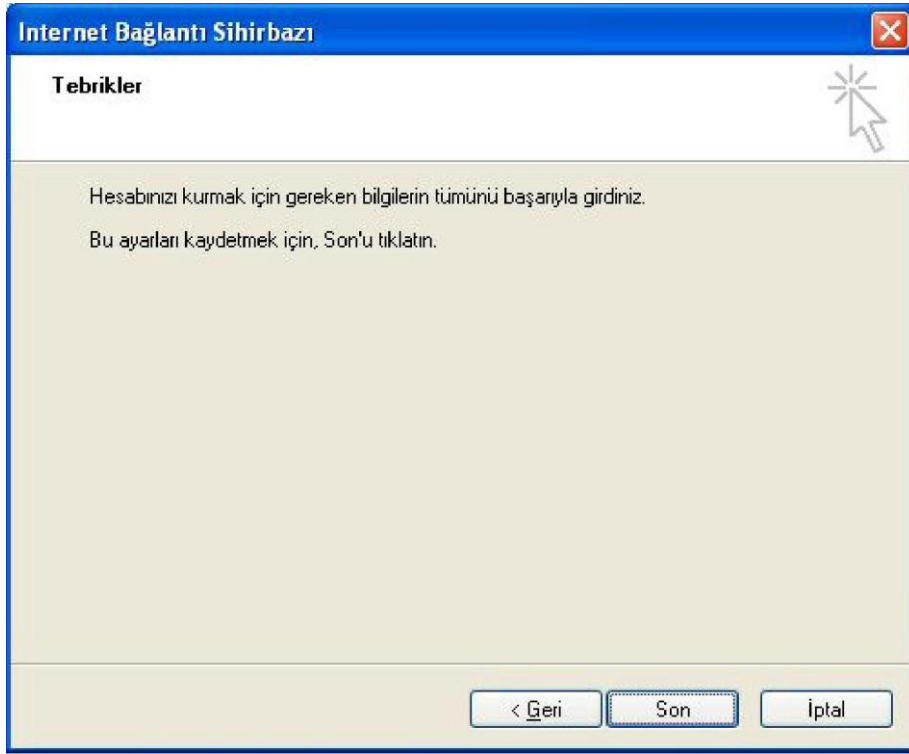 Internet Bağlantı Sihirbazı
Tebrikler
Hesabınızı kurmak için gereken bilgilerin tümünü başarıyla girdiniz.
Bu ayarları kaydetmek için, Son'u tıklatın.
< Geri
Son
İptal